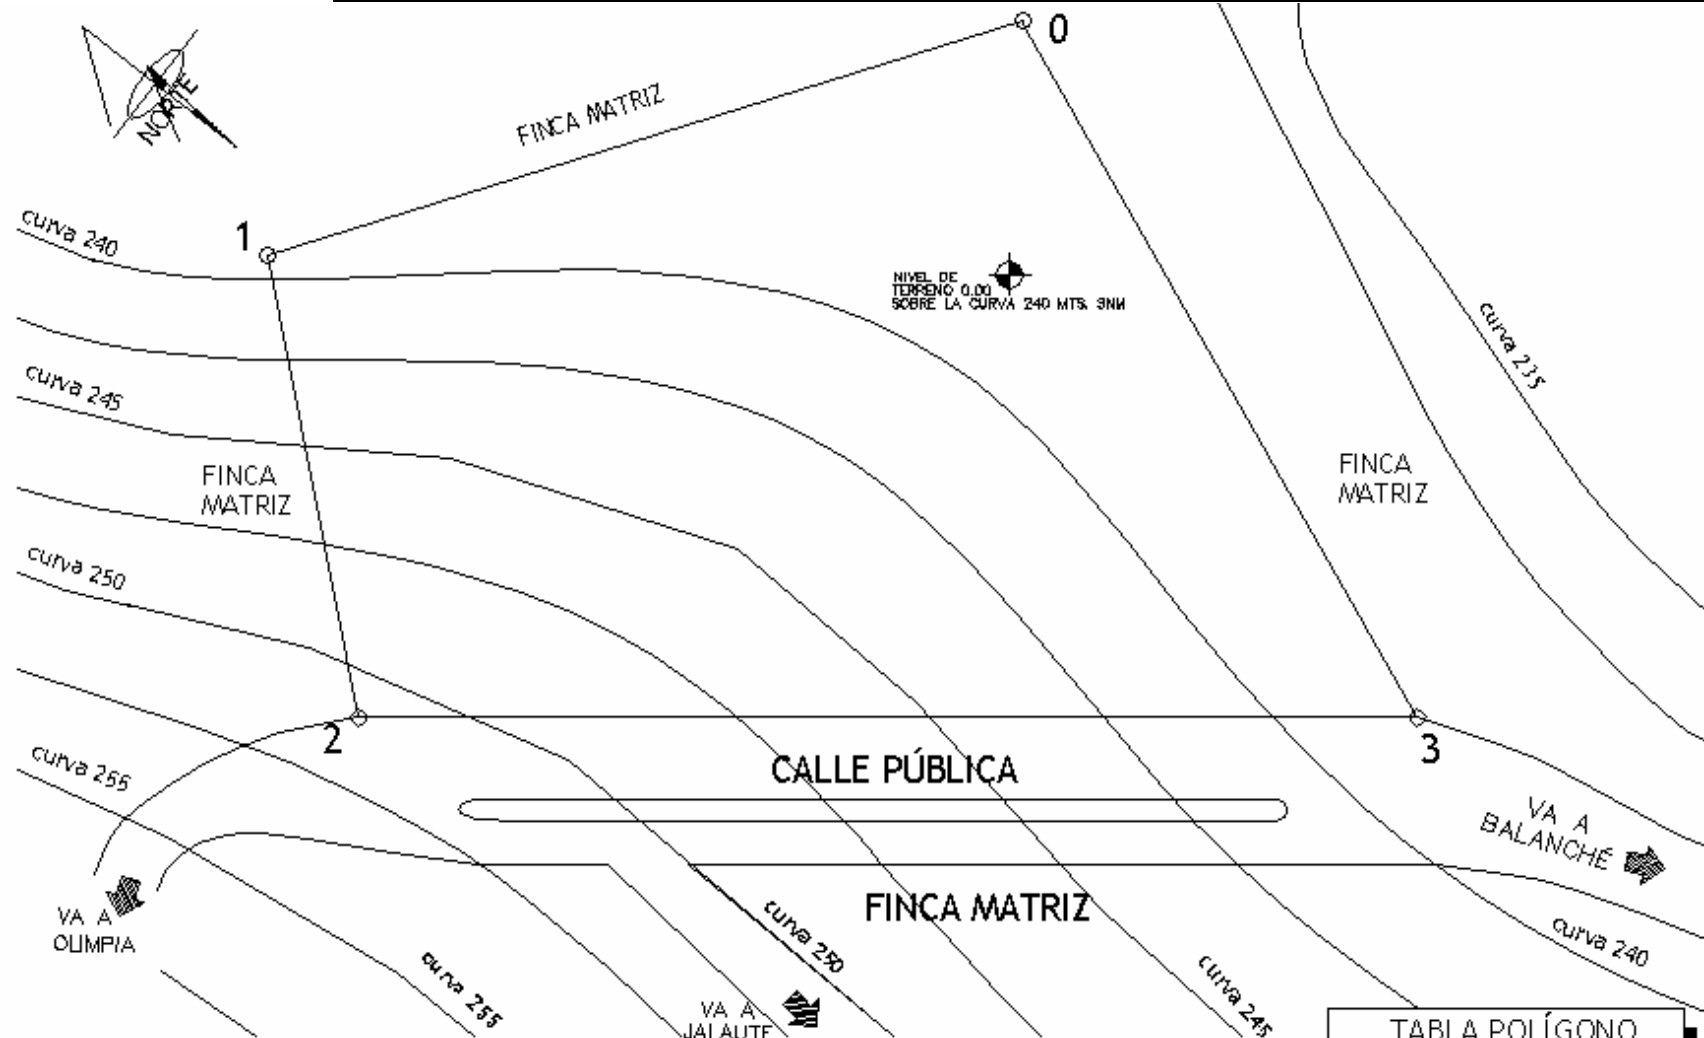 0
NORTE
FINCA MATRIZ
curva 240
1
NIVEL DE
TERRENO 0.00
SOBRE LA CURVA 240 MTS. SNM
curva 235
curva 245
FINCA
MATRIZ
FINCA
MATRIZ
curva 250
2
3
CALLE PÚBLICA
curva 255
VA A
BALANCHÉ
VA A
OLIMPIA
FINCA MATRIZ
curva 250
curva 240
curva 255
curva 245
VA A
JALAUTE
TABLA POLÍGONO